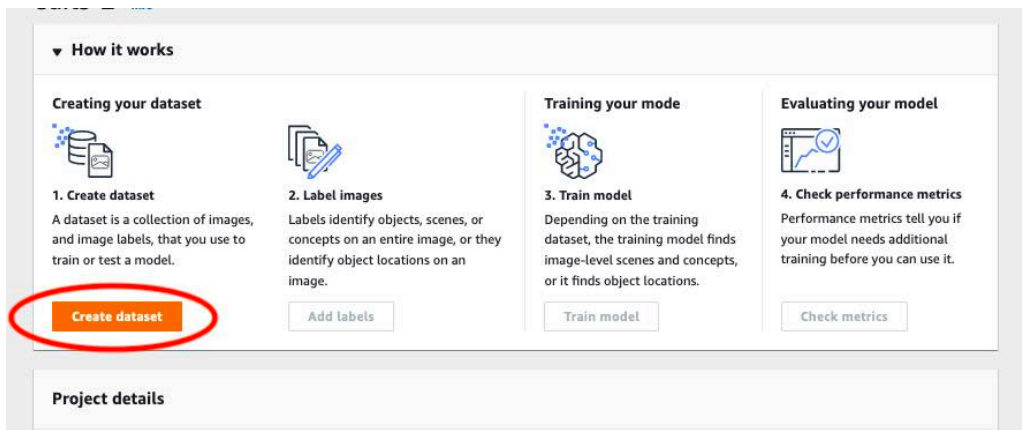 How it works
Creating your dataset
1. Create dataset
A dataset is a collection of images,
and image labels, that you use to
train or test a model.
Create dataset
2. Label images
Labels identify objects, scenes, or
concepts on an entire image, or they
identify object locations on an
image.
Add labels
Training your mode
3. Train model
Depending on the training
dataset, the training model finds
image-level scenes and concepts,
or it finds object locations.
Train model
Evaluating your model
4. Check performance metrics
Performance metrics tell you if
your model needs additional
training before you can use it.
Check metrics
Project details